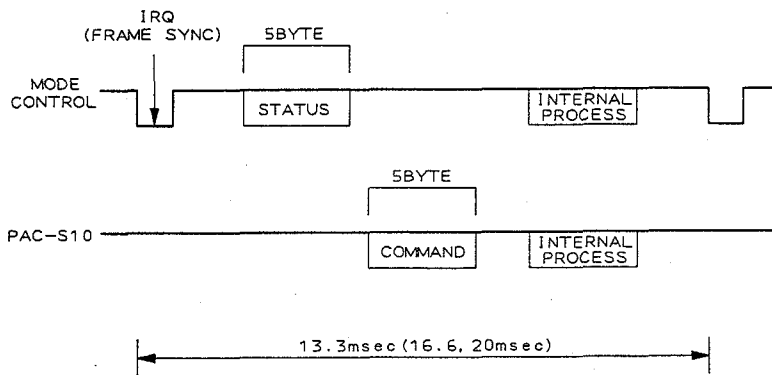 IRQ
(FRAME SYNC)
5BYTE
MODE
CONTROL
STATUS
INTERNAL
PROCESS
5BYTE
PAC-S10
COMMAND
INTERNAL
PROCESS
13.3msec(16.6, 20msec)